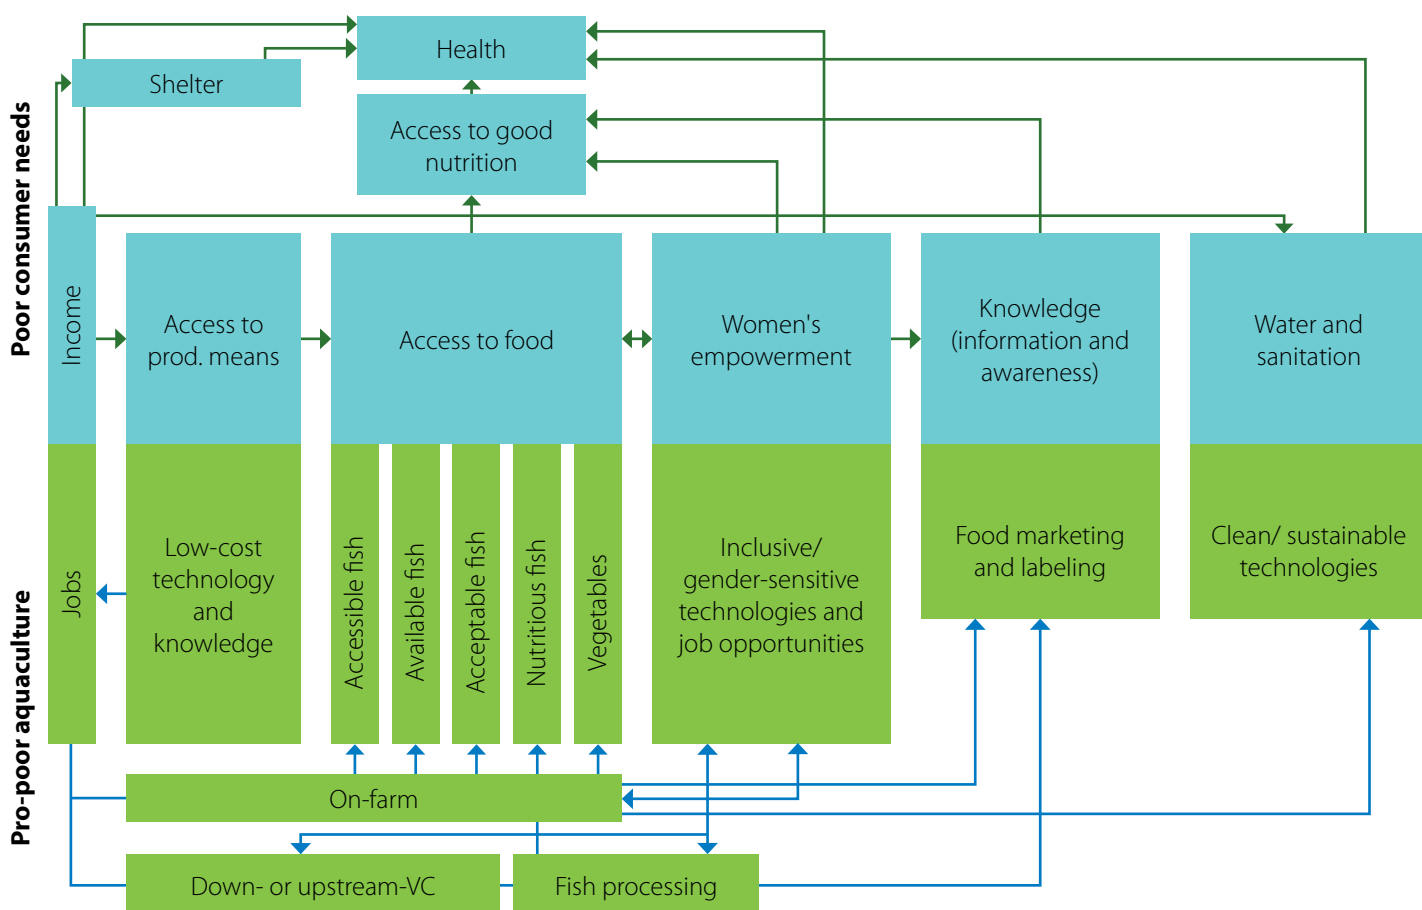 Poor consumer needs
Pro-poor aquaculture
Health
Shelter
Access to good
nutrition
Income
Access to
prod. means
Access to food
Women's
empowerment
Knowledge
(information and
awareness)
Water and
sanitation
Jobs
Low-cost
technology
and
knowledge
Accessible fish
Available fish
Acceptable fish
Nutritious fish
Vegetables
Inclusive/
gender-sensitive
technologies and
job opportunities
Food marketing
and labeling
Clean/ sustainable
technologies
On-farm
Down- or upstream-VC
Fish processing